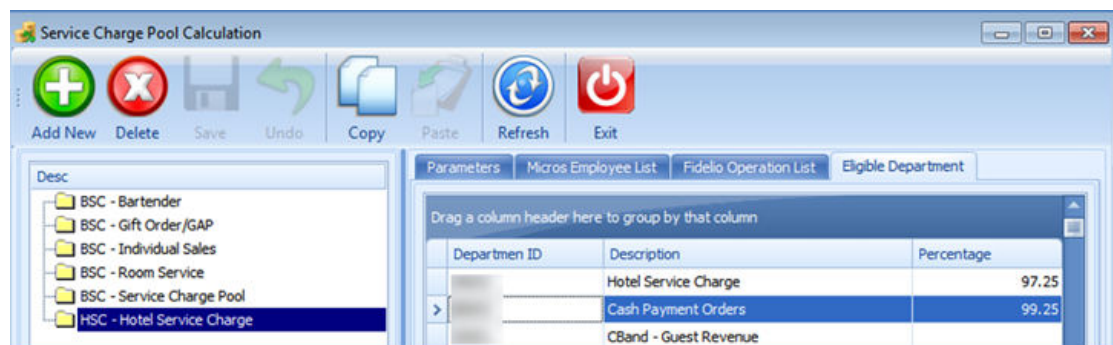 Service Charge Pool Calculation
Add New Delete Save Undo Copy Paste Refresh Exit
Desc
BSC - Bartender
BSC - Gift Order/GAP
BSC - Individual Sales
BSC - Room Service
BSC - Service Charge Pool
HSC - Hotel Service Charge
Parameters Micros Employee List Fidelio Operation List Eligible Department
Drag a column header here to group by that column
Departmen ID Description Percentage
Hotel Service Charge 97.25
Cash Payment Orders 99.25
CBand - Guest Revenue